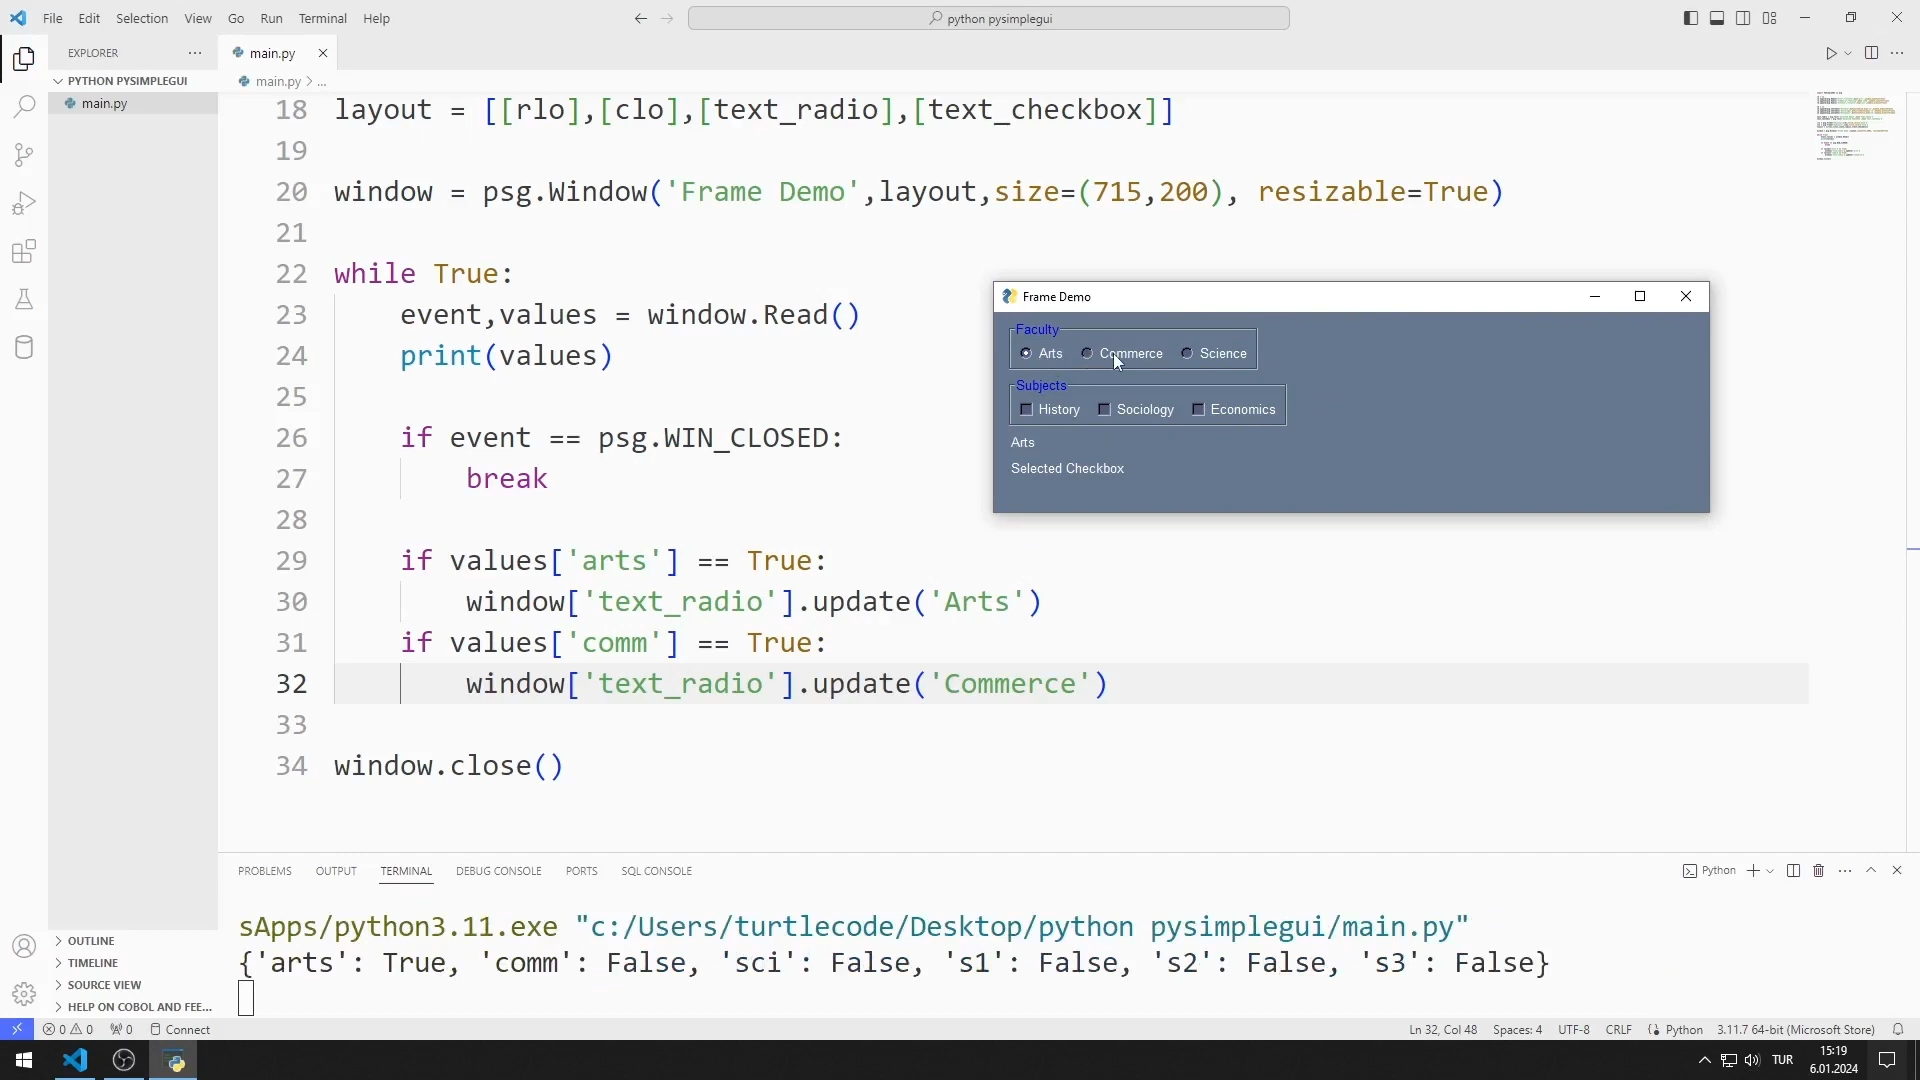 File Edit Selection View Go Run Terminal Help
python pysimplegui
EXPLORER
PYTHON PYSIMPLEGUI
main.py
main.py
main.py > ...
18 layout = [[rlo],[clo],[text_radio],[text_checkbox]]
19
20 window = psg.Window('Frame Demo',layout,size=(715,200), resizable=True)
21
22 while True:
23 event,values = window.Read()
24 print(values)
25
26 if event == psg.WIN_CLOSED:
27 break
28
29 if values['arts'] == True:
30 window['text_radio'].update('Arts')
31 if values['comm'] == True:
32 window['text_radio'].update('Commerce')
33
34 window.close()
Frame Demo
Faculty
Arts Commerce Science
Subjects
History Sociology Economics
Arts
Selected Checkbox
PROBLEMS OUTPUT TERMINAL DEBUG CONSOLE PORTS SQL CONSOLE
Python
sApps/python3.11.exe "c:/Users/turtlecode/Desktop/python pysimplegui/main.py"
{'arts': True, 'comm': False, 'sci': False, 's1': False, 's2': False, 's3': False}
OUTLINE
TIMELINE
SOURCE VIEW
HELP ON COBOL AND FEE...
0 0 0 Connect
Ln 32, Col 48 Spaces: 4 UTF-8 CRLF Python 3.11.7 64-bit (Microsoft Store)
TUR
15:19
6.01.2024